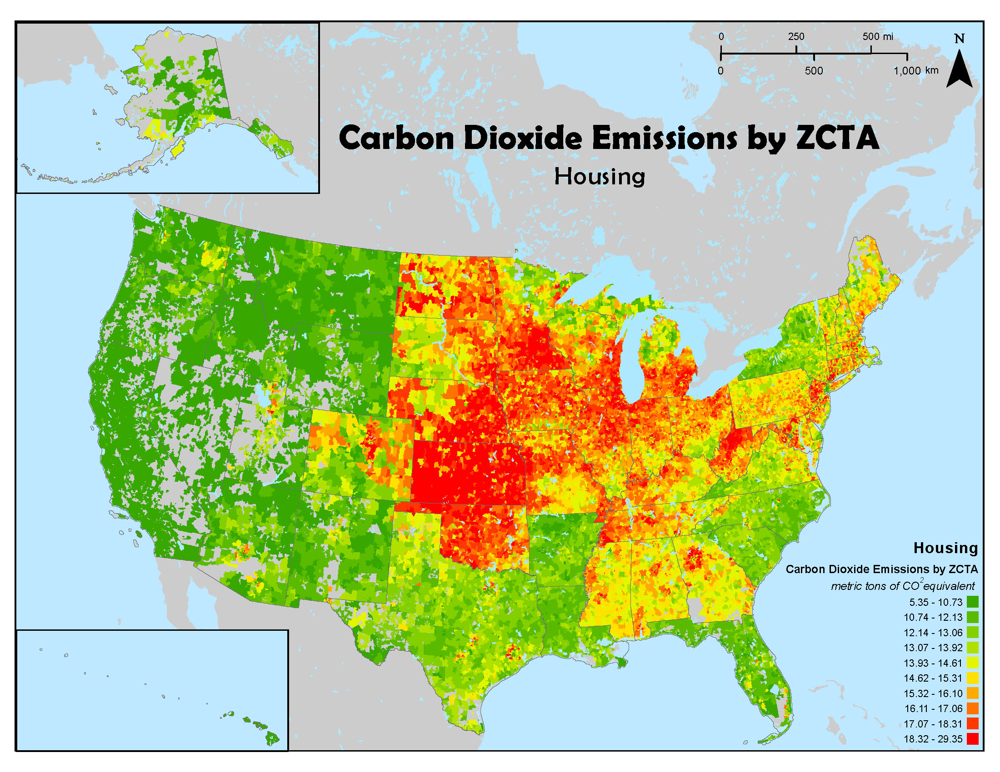 0 250 500 mi
0 500 1,000 km
N
Carbon Dioxide Emissions by ZCTA
Housing
Housing
Carbon Dioxide Emissions by ZCTA
metric tons of CO2 equivalent
5.35 - 10.73
10.74 - 12.13
12.14 - 13.06
13.07 - 13.92
13.93 - 14.61
14.62 - 15.31
15.32 - 16.10
16.11 - 17.06
17.07 - 18.31
18.32 - 29.35